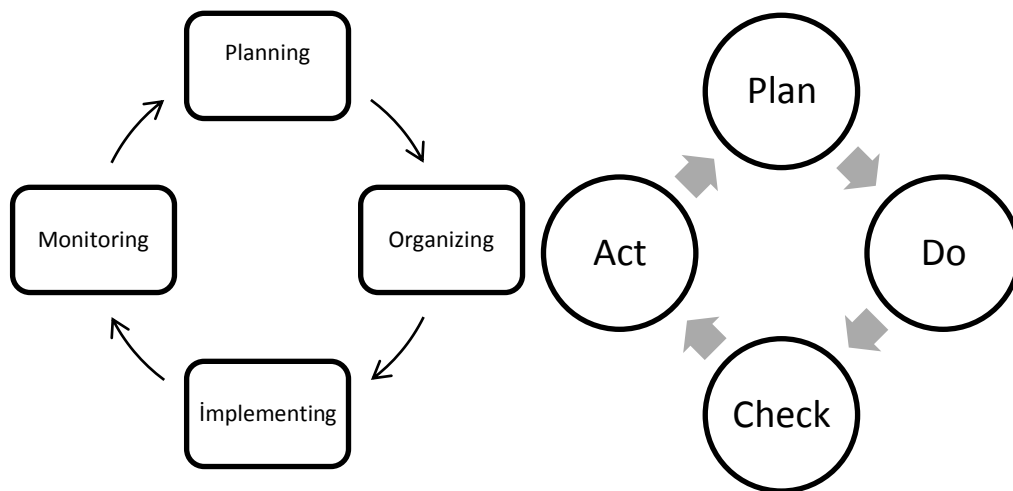 Planning
Monitoring
Organizing
İmplementing
Plan
Act
Do
Check